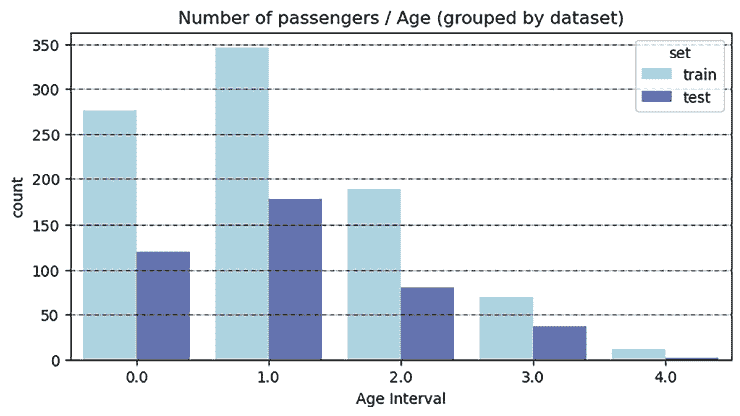 Number of passengers / Age (grouped by dataset)
350
300
250
200
150
100
50
0
count
set
train
test
0.0 1.0 2.0 3.0 4.0
Age Interval